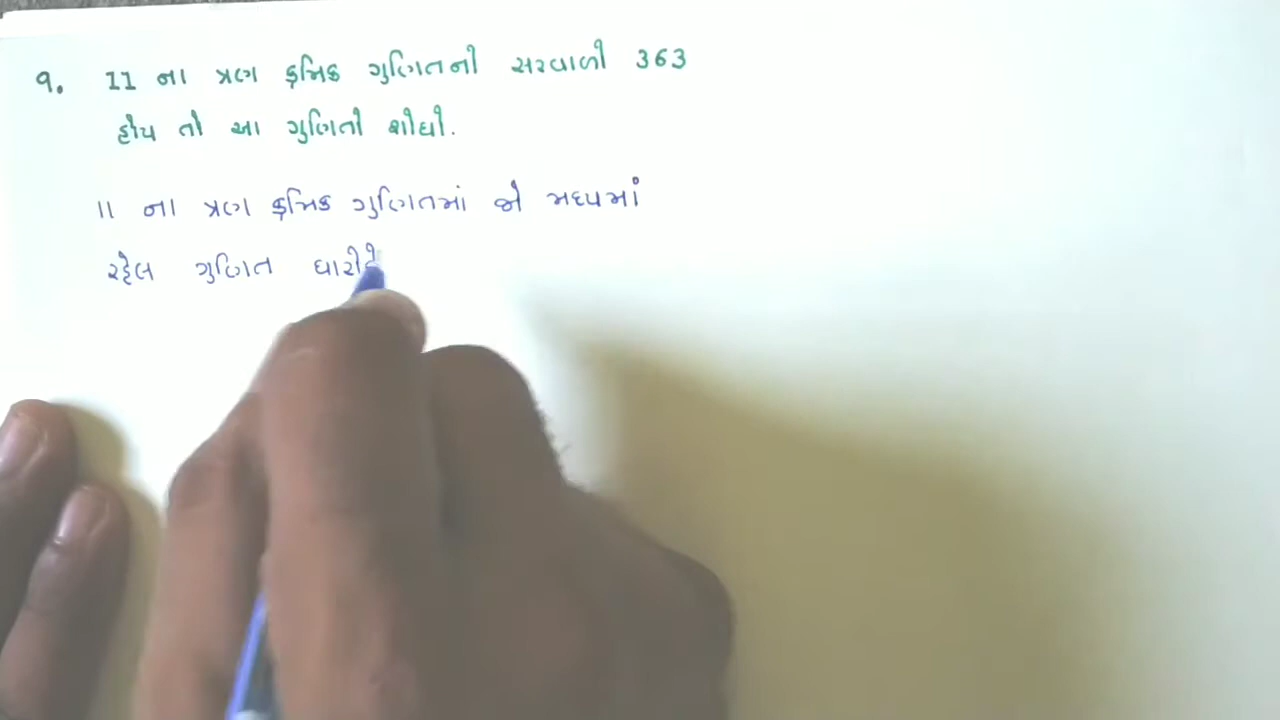 ૧. 11 ના ત્રણ ક્રમિક ગુણિતનો સરવાળો 363
હોય તો આ ગુણિતો શોધો.
11 ના ત્રણ ક્રમિક ગુણિતમાં જો મધ્યમાં
રહેલ ગુણિત ધારીએ